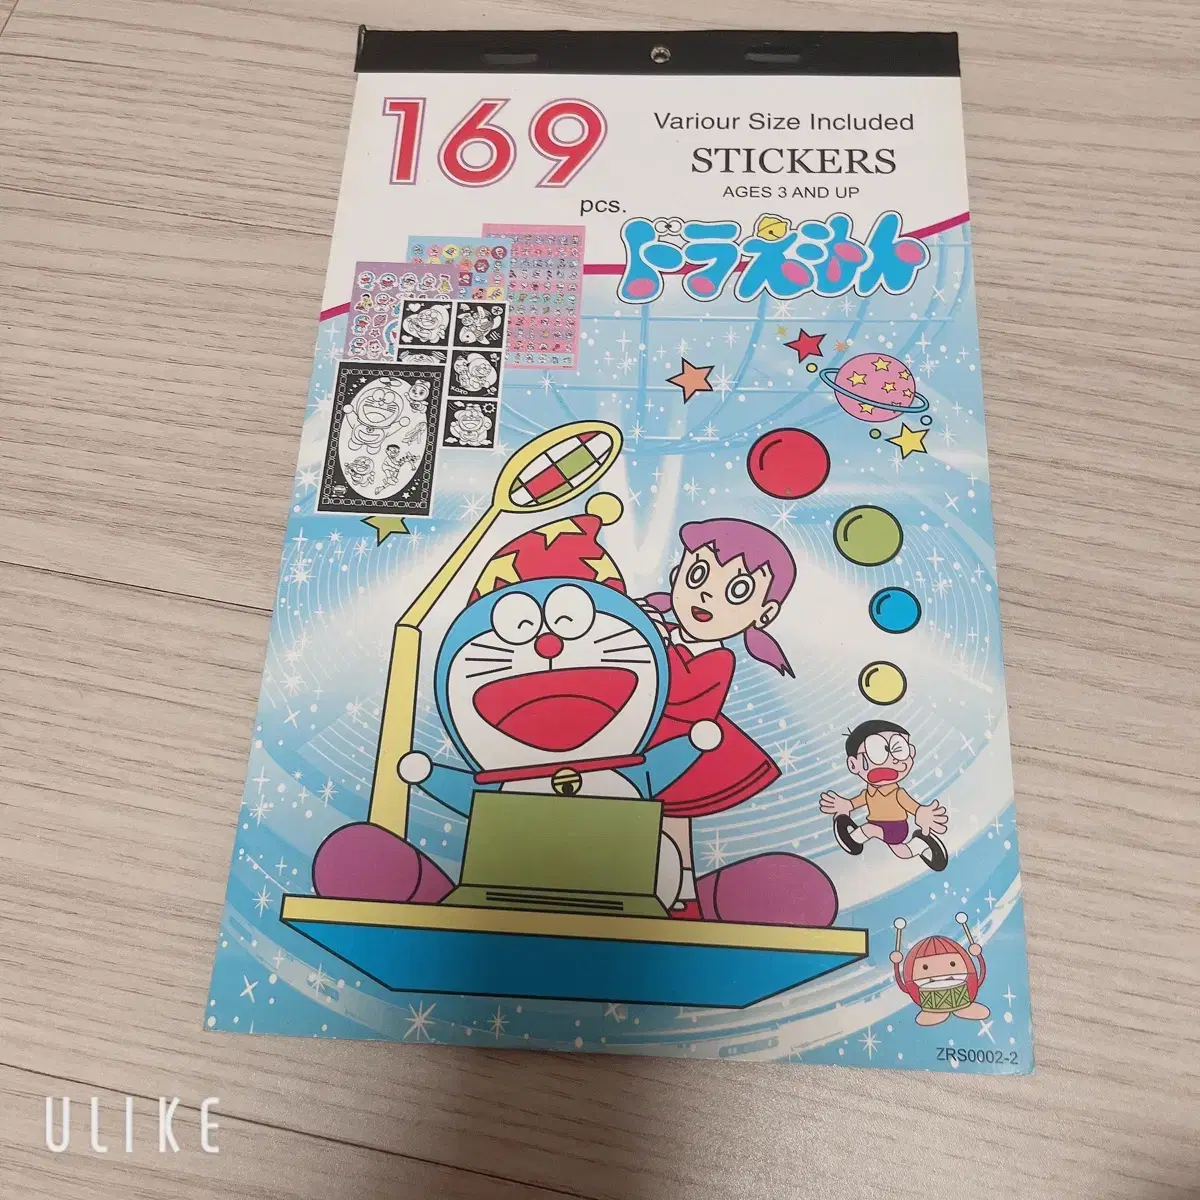 169
pcs.
Variour Size Included
STICKERS
AGES 3 AND UP
ドラえもん
ZRS0002-2
ULIKE